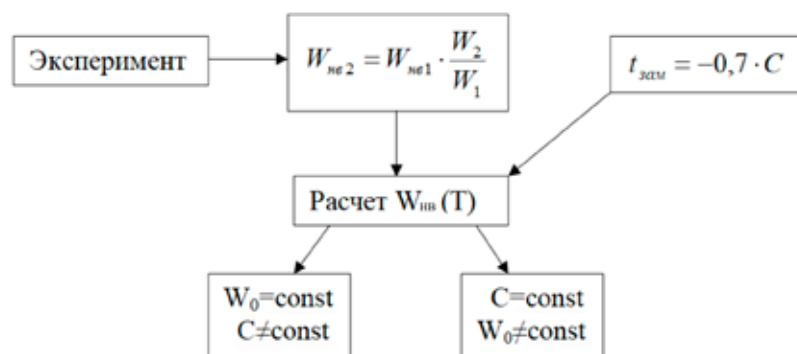 Эксперимент
W_{нв2} = W_{нв1} · \frac{W_2}{W_1}
t_{зам} = −0,7 · C
Расчет W_{нв} (T)
W_0=const
C≠const
C=const
W_0≠const